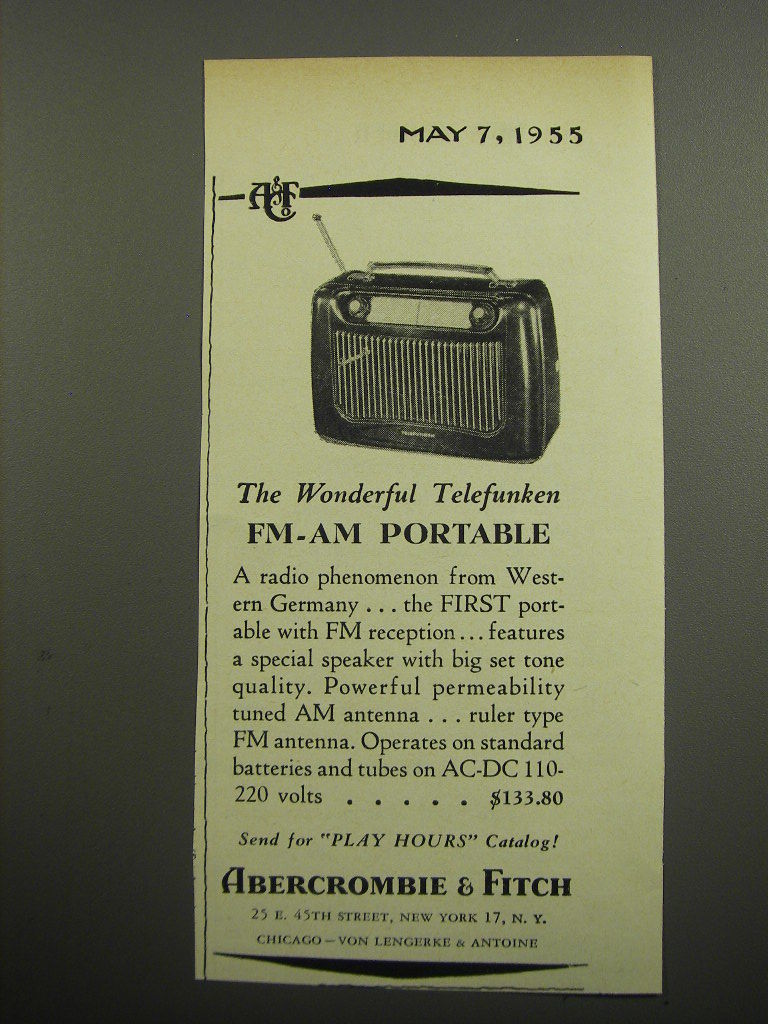 MAY 7, 1955
A&F Co
TELEFUNKEN
The Wonderful Telefunken
FM-AM PORTABLE
A radio phenomenon from West-
ern Germany . . . the FIRST port-
able with FM reception . . . features
a special speaker with big set tone
quality. Powerful permeability
tuned AM antenna . . . ruler type
FM antenna. Operates on standard
batteries and tubes on AC-DC 110-
220 volts . . . . . $133.80
Send for "PLAY HOURS" Catalog!
ABERCROMBIE & FITCH
25 E. 45TH STREET, NEW YORK 17, N. Y.
CHICAGO—VON LENGERKE & ANTOINE